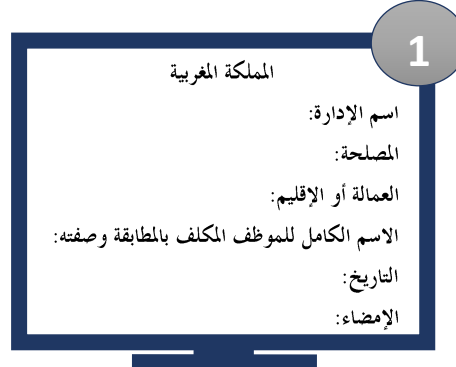 1
المملكة المغربية
اسم الإدارة:
المصلحة:
العمالة أو الإقليم:
الاسم الكامل للموظف المكلف بالمطابقة وصفته:
التاريخ:
الإمضاء: